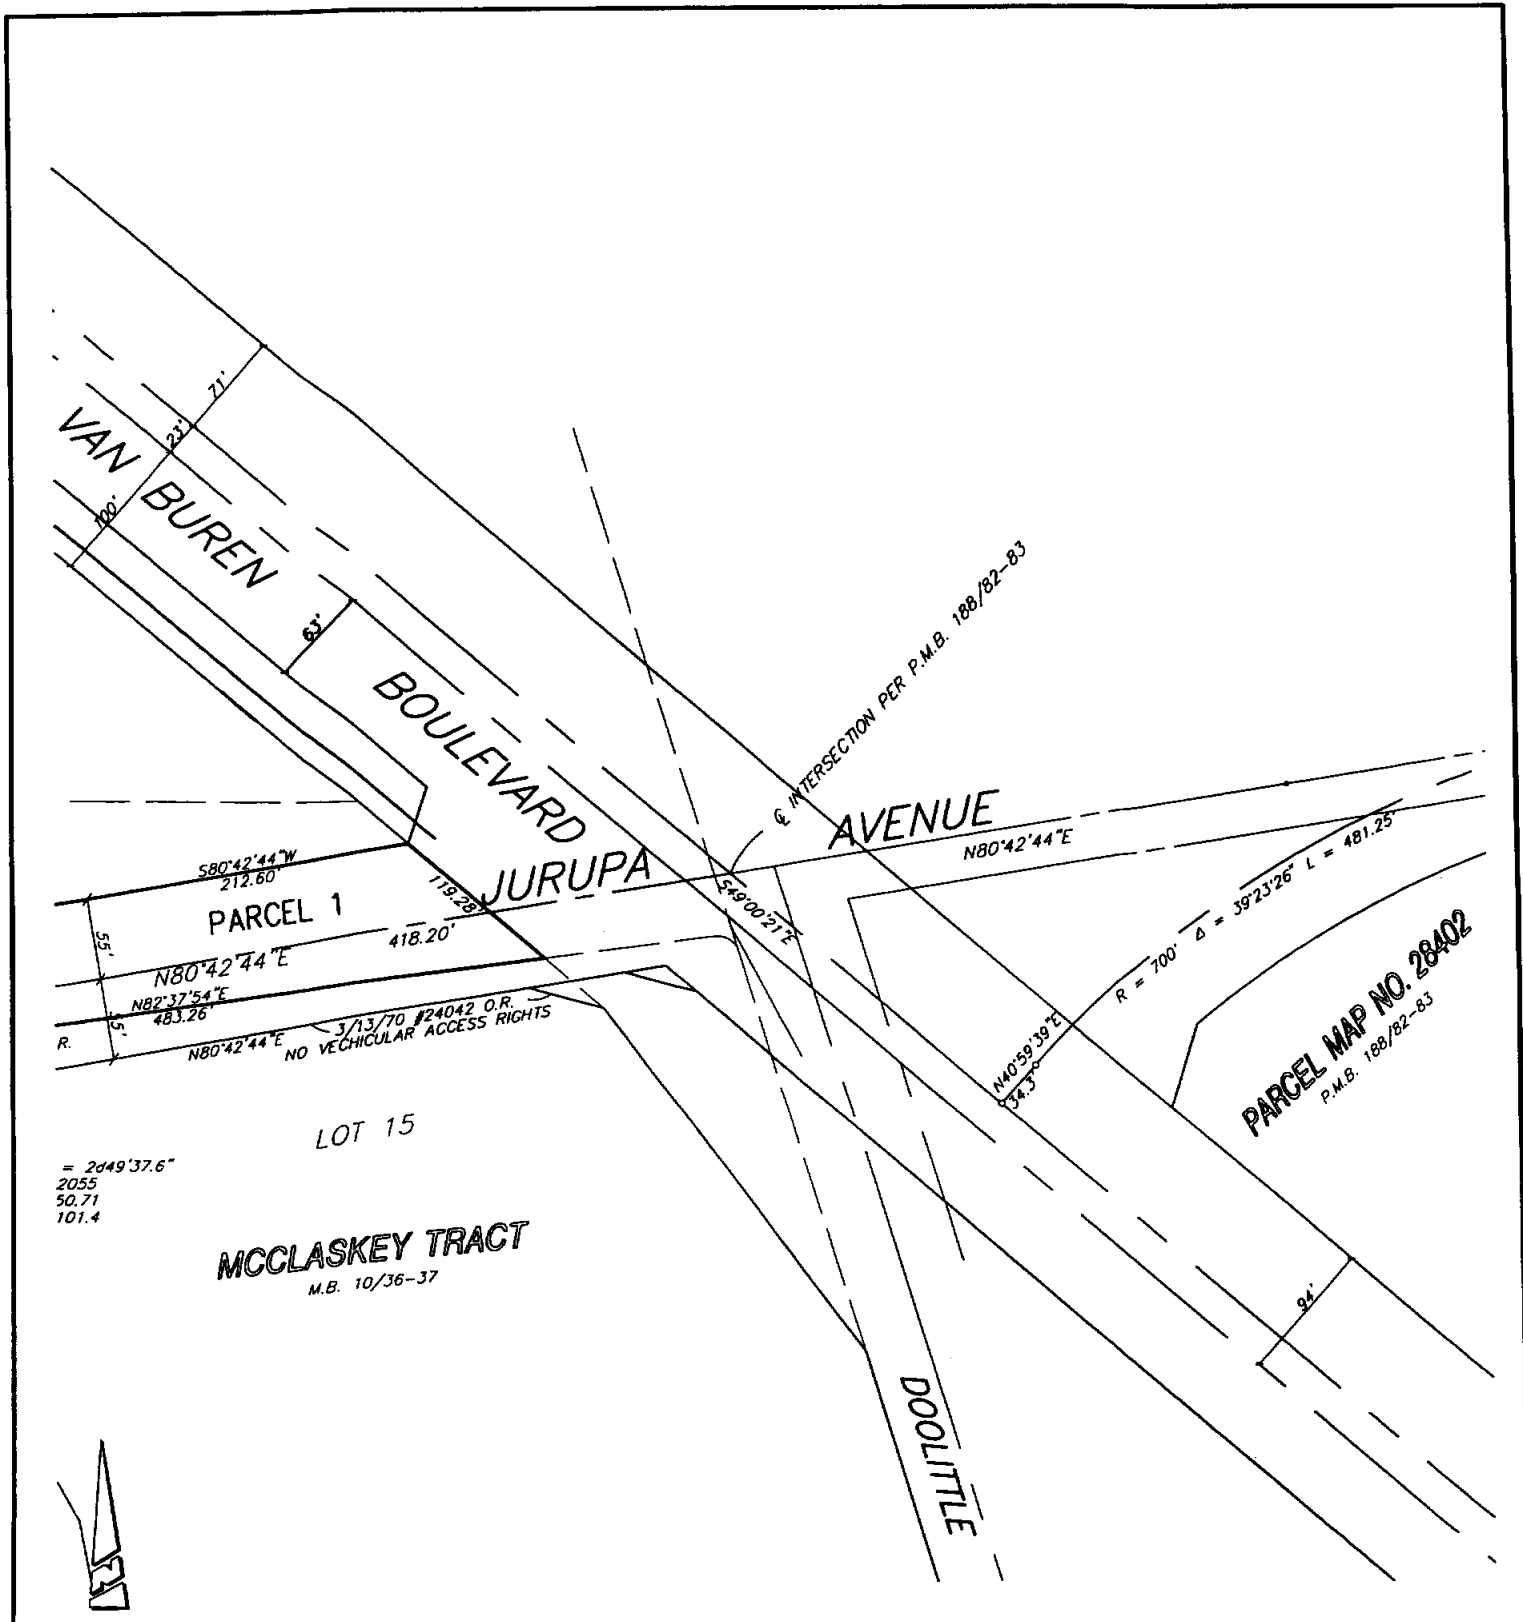 71'
23'
100'
VAN BUREN
BOULEVARD
63'
℄ INTERSECTION PER P.M.B. 188/82-83
JURUPA AVENUE
N80°42'44"E
S80°42'44"W
212.60'
119.28'
PARCEL 1
418.20'
S49°00'21"E
55'
N80°42'44"E
N82°37'54"E
483.26'
55'
R.
N80°42'44"E
3/13/70 #24042 O.R.
NO VECHICULAR ACCESS RIGHTS
R = 700' Δ = 39°23'26" L = 481.25'
N40°59'39"E
34.3'
PARCEL MAP NO. 28402
P.M.B. 188/82-83
LOT 15
= 2d49'37.6"
2055
50.71
101.4
MCCLASKEY TRACT
M.B. 10/36-37
94'
DOOLITTLE
N